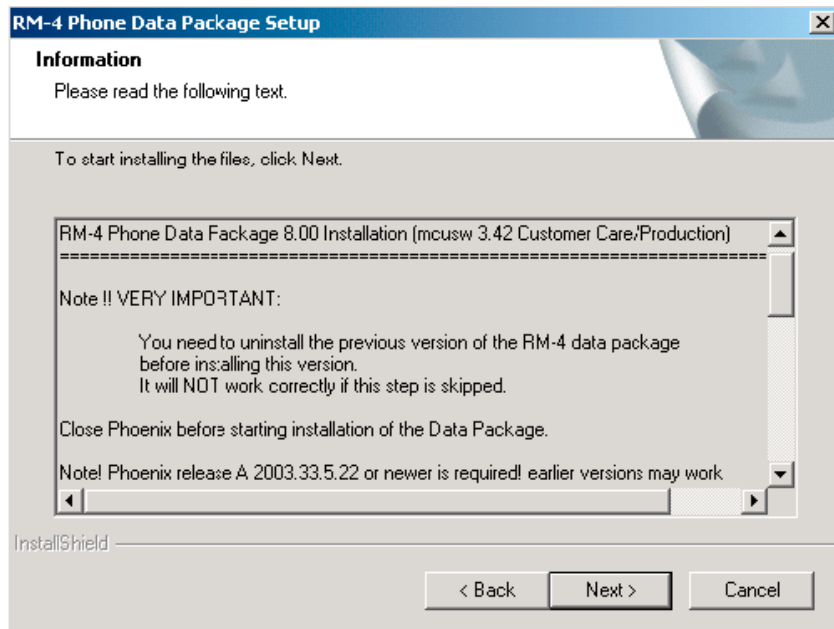 RM-4 Phone Data Package Setup
Information
Please read the following text.
To start installing the files, click Next.
RM-4 Phone Data Package 8.00 Installation (mcusw 3.42 Customer Care/Production)
=======================================================================
Note !! VERY IMPORTANT:
You need to uninstall the previous version of the RM-4 data package
before installing this version.
It will NOT work correctly if this step is skipped.
Close Phoenix before starting installation of the Data Package.
Note! Phoenix release A 2003.33.5.22 or newer is required! earlier versions may work
InstallShield
< Back
Next >
Cancel